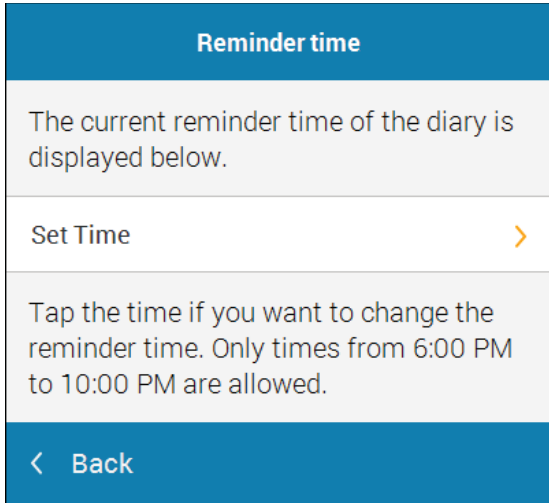 Reminder time
The current reminder time of the diary is
displayed below.
Set Time
Tap the time if you want to change the
reminder time. Only times from 6:00 PM
to 10:00 PM are allowed.
Back